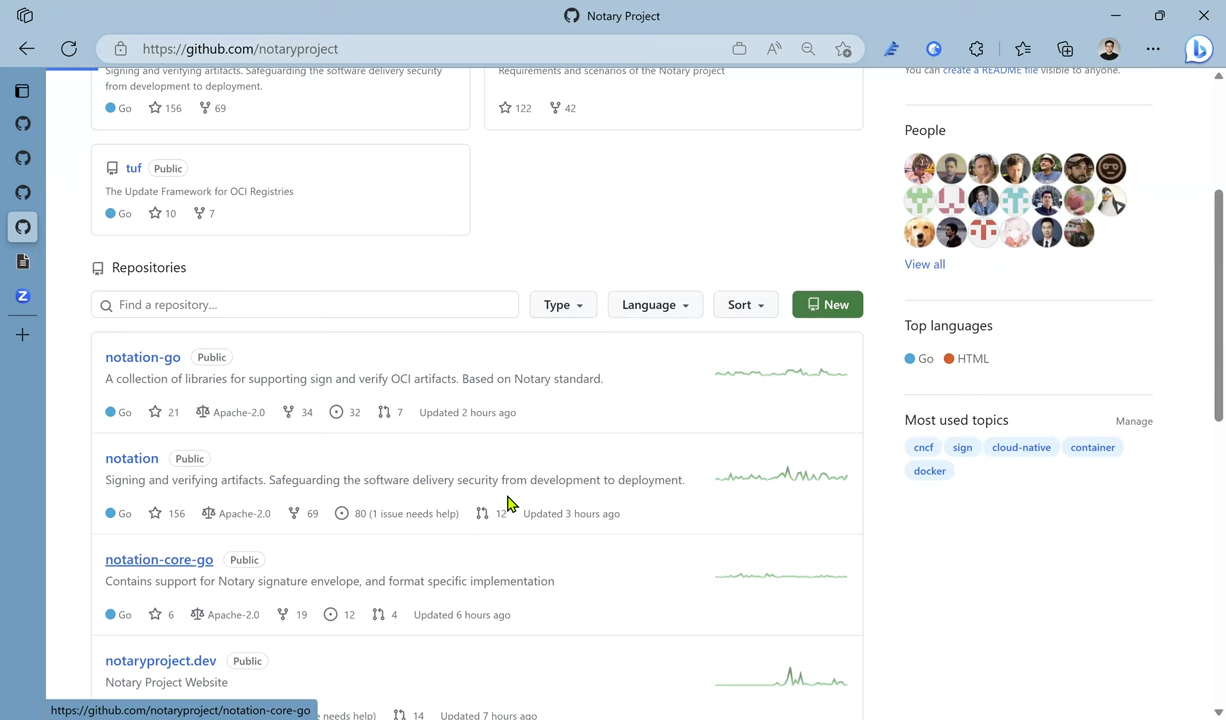 Notary Project
https://github.com/notaryproject
Signing and verifying artifacts. Safeguarding the software delivery security
from development to deployment.
Go 156 69
Requirements and scenarios of the Notary project
122 42
You can create a README file visible to anyone.
tuf Public
The Update Framework for OCI Registries
Go 10 7
People
View all
Repositories
Find a repository...
Type
Language
Sort
New
notation-go Public
A collection of libraries for supporting sign and verify OCI artifacts. Based on Notary standard.
Go 21 Apache-2.0 34 32 7 Updated 2 hours ago
notation Public
Signing and verifying artifacts. Safeguarding the software delivery security from development to deployment.
Go 156 Apache-2.0 69 80 (1 issue needs help) 12 Updated 3 hours ago
notation-core-go Public
Contains support for Notary signature envelope, and format specific implementation
Go 6 Apache-2.0 19 12 4 Updated 6 hours ago
notaryproject.dev Public
Notary Project Website
needs help) 14 Updated 7 hours ago
Top languages
Go HTML
Most used topics
Manage
cncf sign cloud-native container
docker
https://github.com/notaryproject/notation-core-go